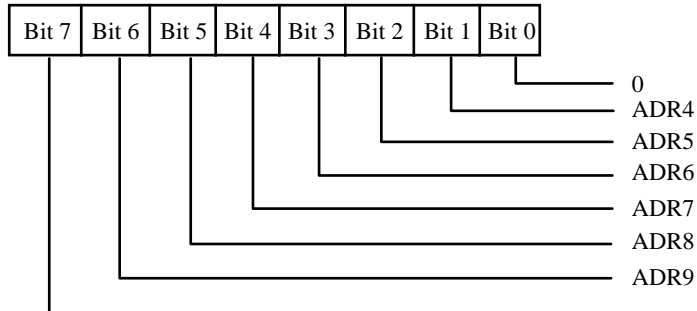 Bit 7 Bit 6 Bit 5 Bit 4 Bit 3 Bit 2 Bit 1 Bit 0
0
ADR4
ADR5
ADR6
ADR7
ADR8
ADR9